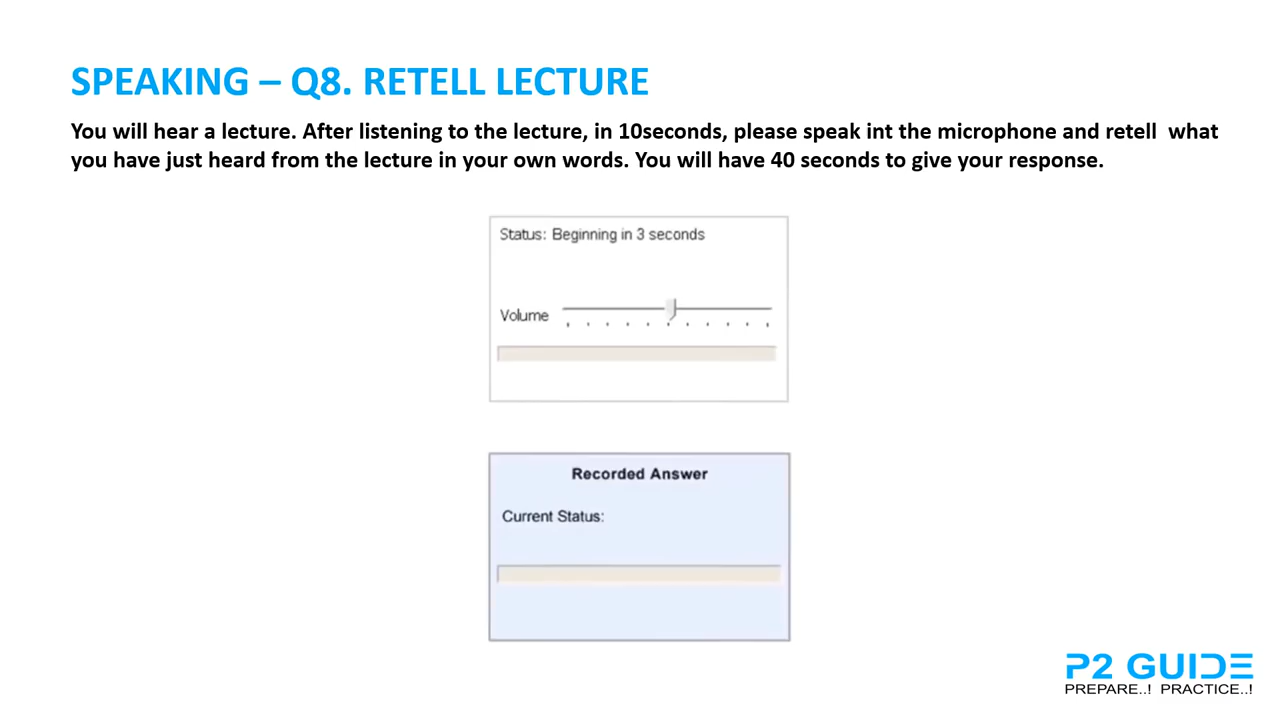 SPEAKING – Q8. RETELL LECTURE
You will hear a lecture. After listening to the lecture, in 10seconds, please speak int the microphone and retell  what
you have just heard from the lecture in your own words. You will have 40 seconds to give your response.
Status: Beginning in 3 seconds
Volume
Recorded Answer
Current Status:
P2 GUIDE
PREPARE..! PRACTICE..!